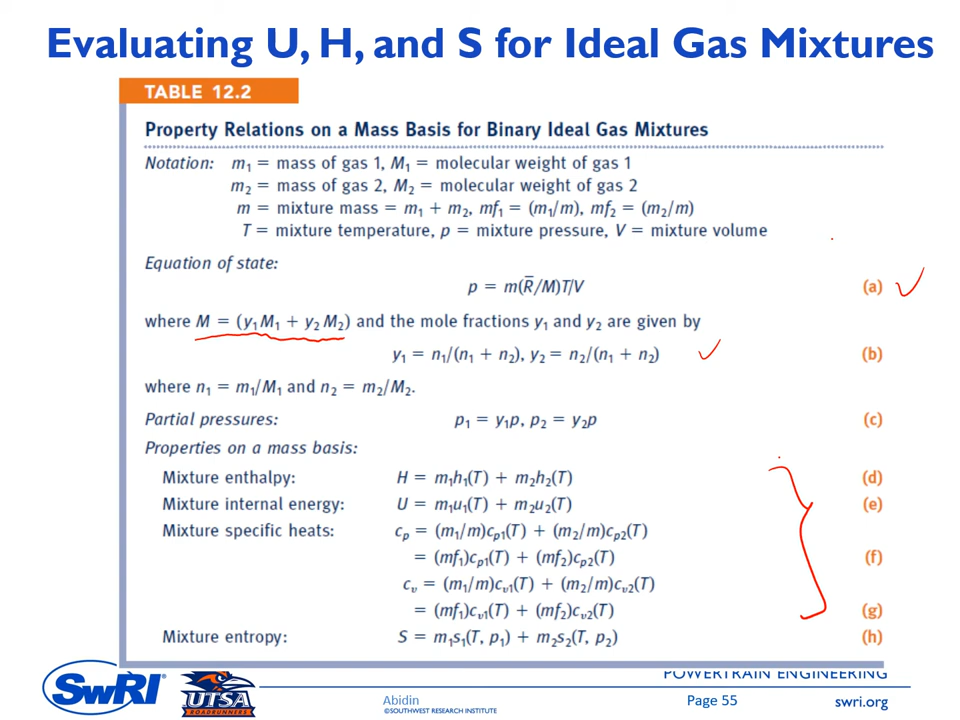 Evaluating U, H, and S for Ideal Gas Mixtures
TABLE 12.2
Property Relations on a Mass Basis for Binary Ideal Gas Mixtures
Notation: m₁ = mass of gas 1, M₁ = molecular weight of gas 1
m₂ = mass of gas 2, M₂ = molecular weight of gas 2
m = mixture mass = m₁ + m₂, mf₁ = (m₁/m), mf₂ = (m₂/m)
T = mixture temperature, p = mixture pressure, V = mixture volume
Equation of state:
p = m(R̅/M)T/V (a)
where M = (y₁M₁ + y₂M₂) and the mole fractions y₁ and y₂ are given by
y₁ = n₁/(n₁ + n₂), y₂ = n₂/(n₁ + n₂) (b)
where n₁ = m₁/M₁ and n₂ = m₂/M₂.
Partial pressures: p₁ = y₁p, p₂ = y₂p (c)
Properties on a mass basis:
Mixture enthalpy: H = m₁h₁(T) + m₂h₂(T) (d)
Mixture internal energy: U = m₁u₁(T) + m₂u₂(T) (e)
Mixture specific heats: cₚ = (m₁/m)cₚ₁(T) + (m₂/m)cₚ₂(T)
= (mf₁)cₚ₁(T) + (mf₂)cₚ₂(T) (f)
cᵥ = (m₁/m)cᵥ₁(T) + (m₂/m)cᵥ₂(T)
= (mf₁)cᵥ₁(T) + (mf₂)cᵥ₂(T) (g)
Mixture entropy: S = m₁s₁(T, p₁) + m₂s₂(T, p₂) (h)
POWERTRAIN ENGINEERING
SwRI
UTSA
ROADRUNNERS
Abidin
©SOUTHWEST RESEARCH INSTITUTE
Page 55
swri.org